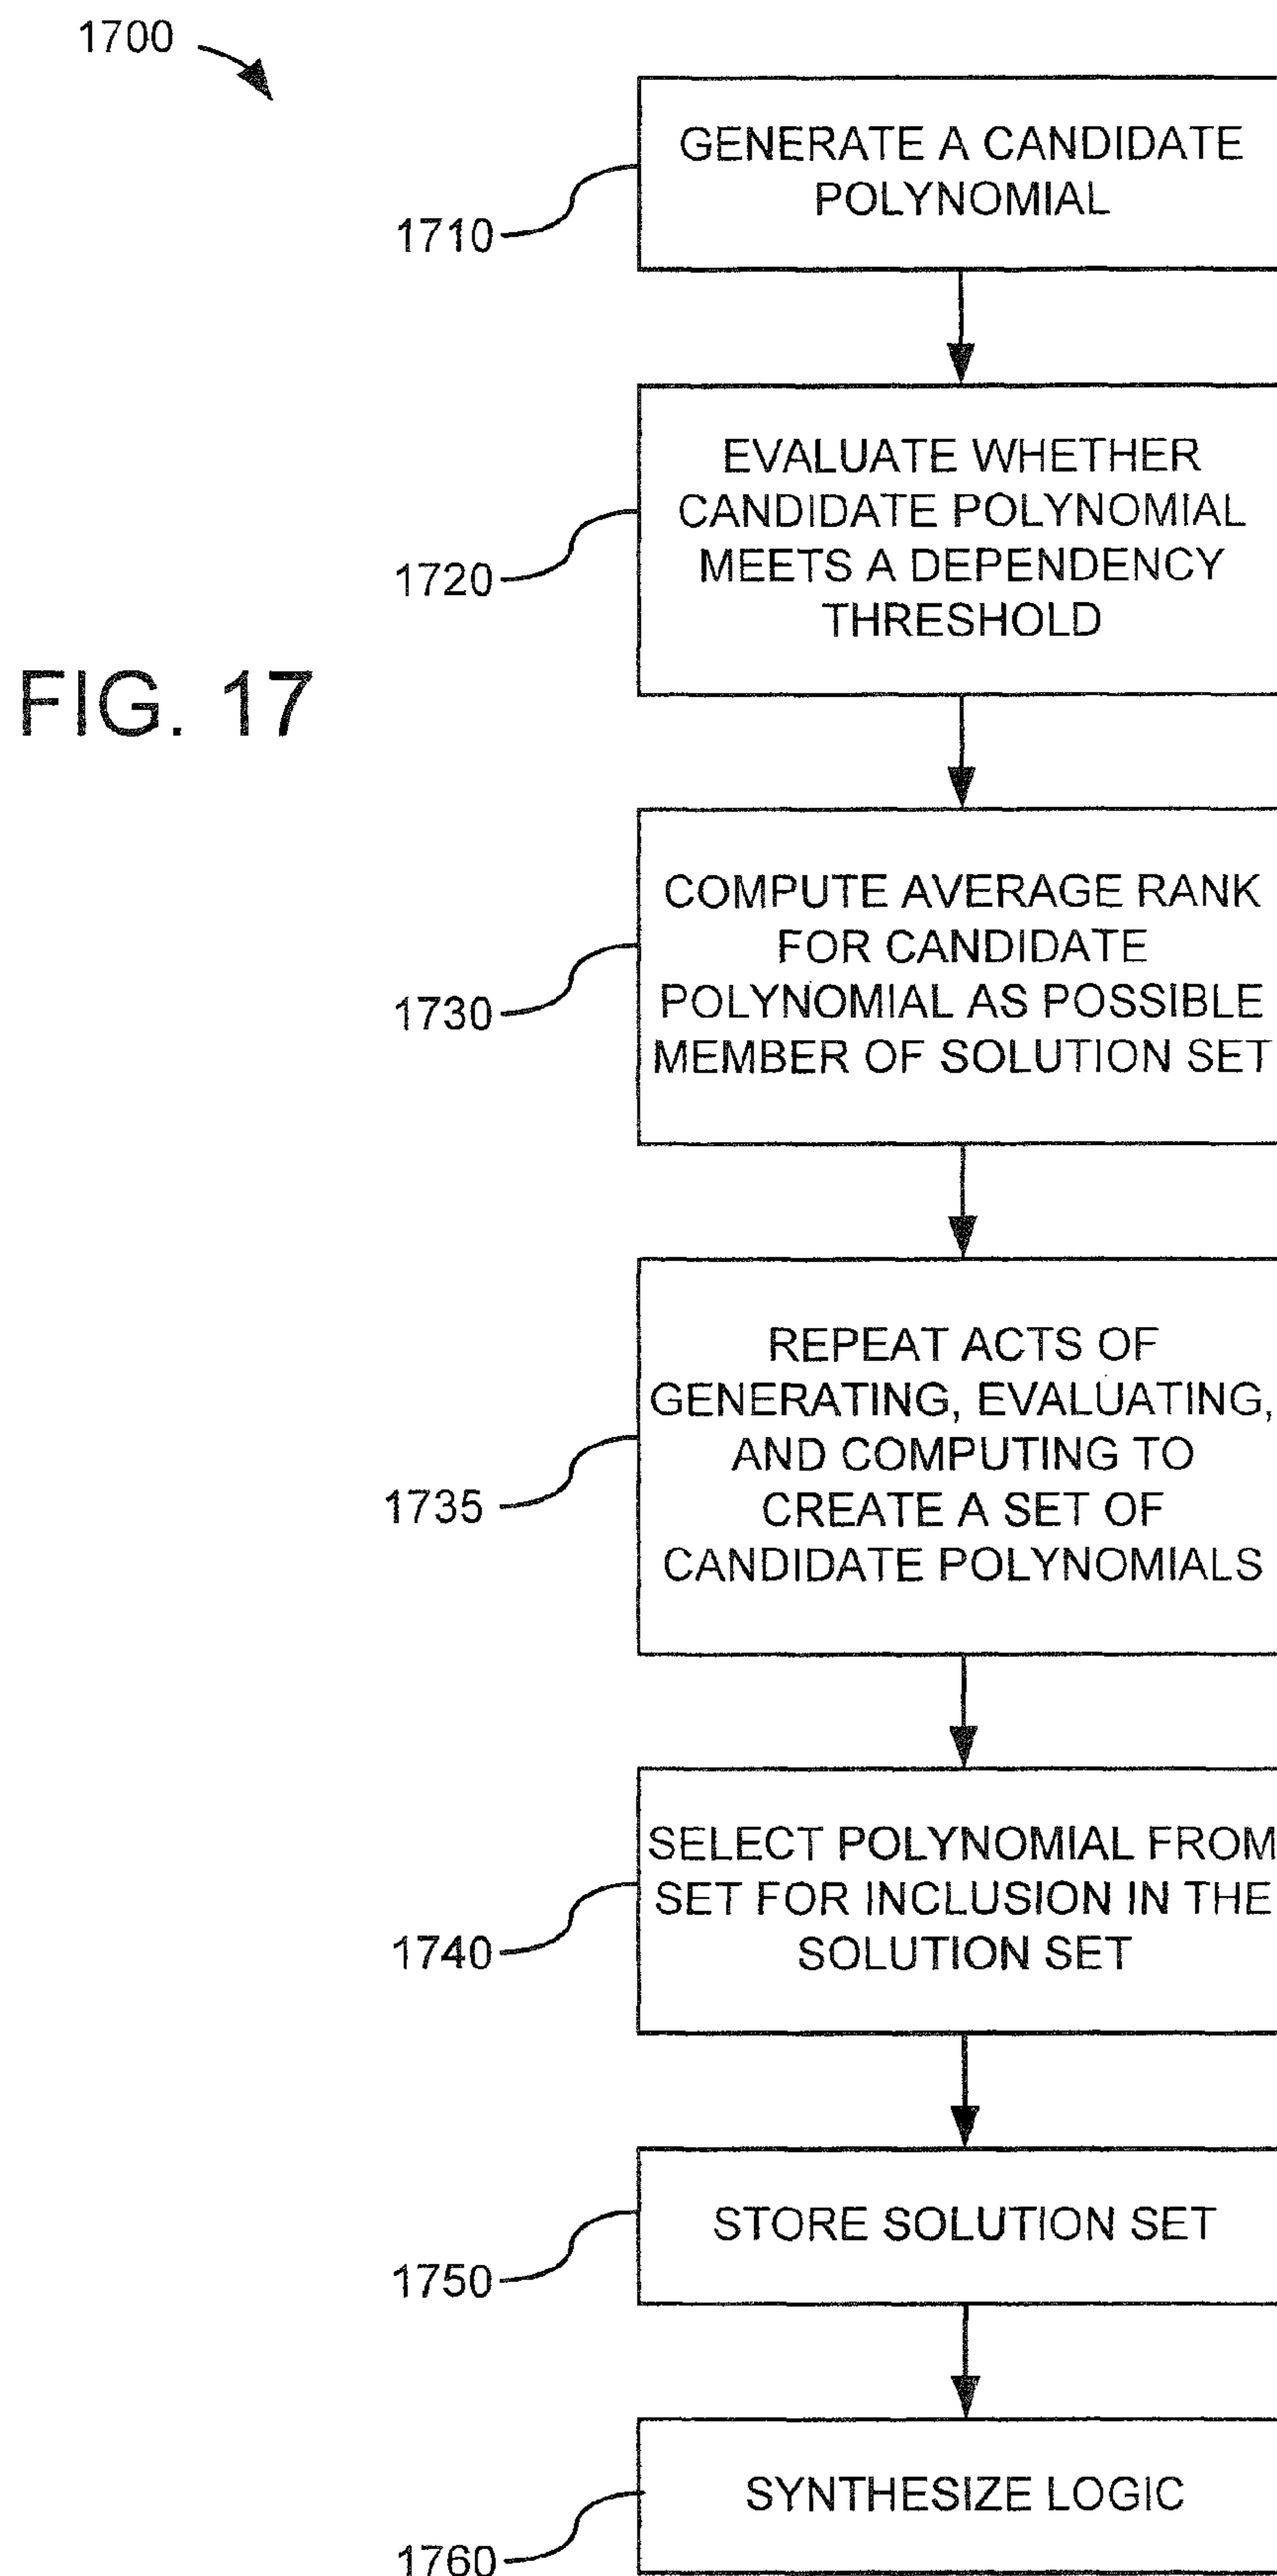 1700
GENERATE A CANDIDATE
POLYNOMIAL
1710
EVALUATE WHETHER
CANDIDATE POLYNOMIAL
MEETS A DEPENDENCY
THRESHOLD
1720
FIG. 17
COMPUTE AVERAGE RANK
FOR CANDIDATE
POLYNOMIAL AS POSSIBLE
MEMBER OF SOLUTION SET
1730
REPEAT ACTS OF
GENERATING, EVALUATING,
AND COMPUTING TO
CREATE A SET OF
CANDIDATE POLYNOMIALS
1735
SELECT POLYNOMIAL FROM
SET FOR INCLUSION IN THE
SOLUTION SET
1740
STORE SOLUTION SET
1750
SYNTHESIZE LOGIC
1760